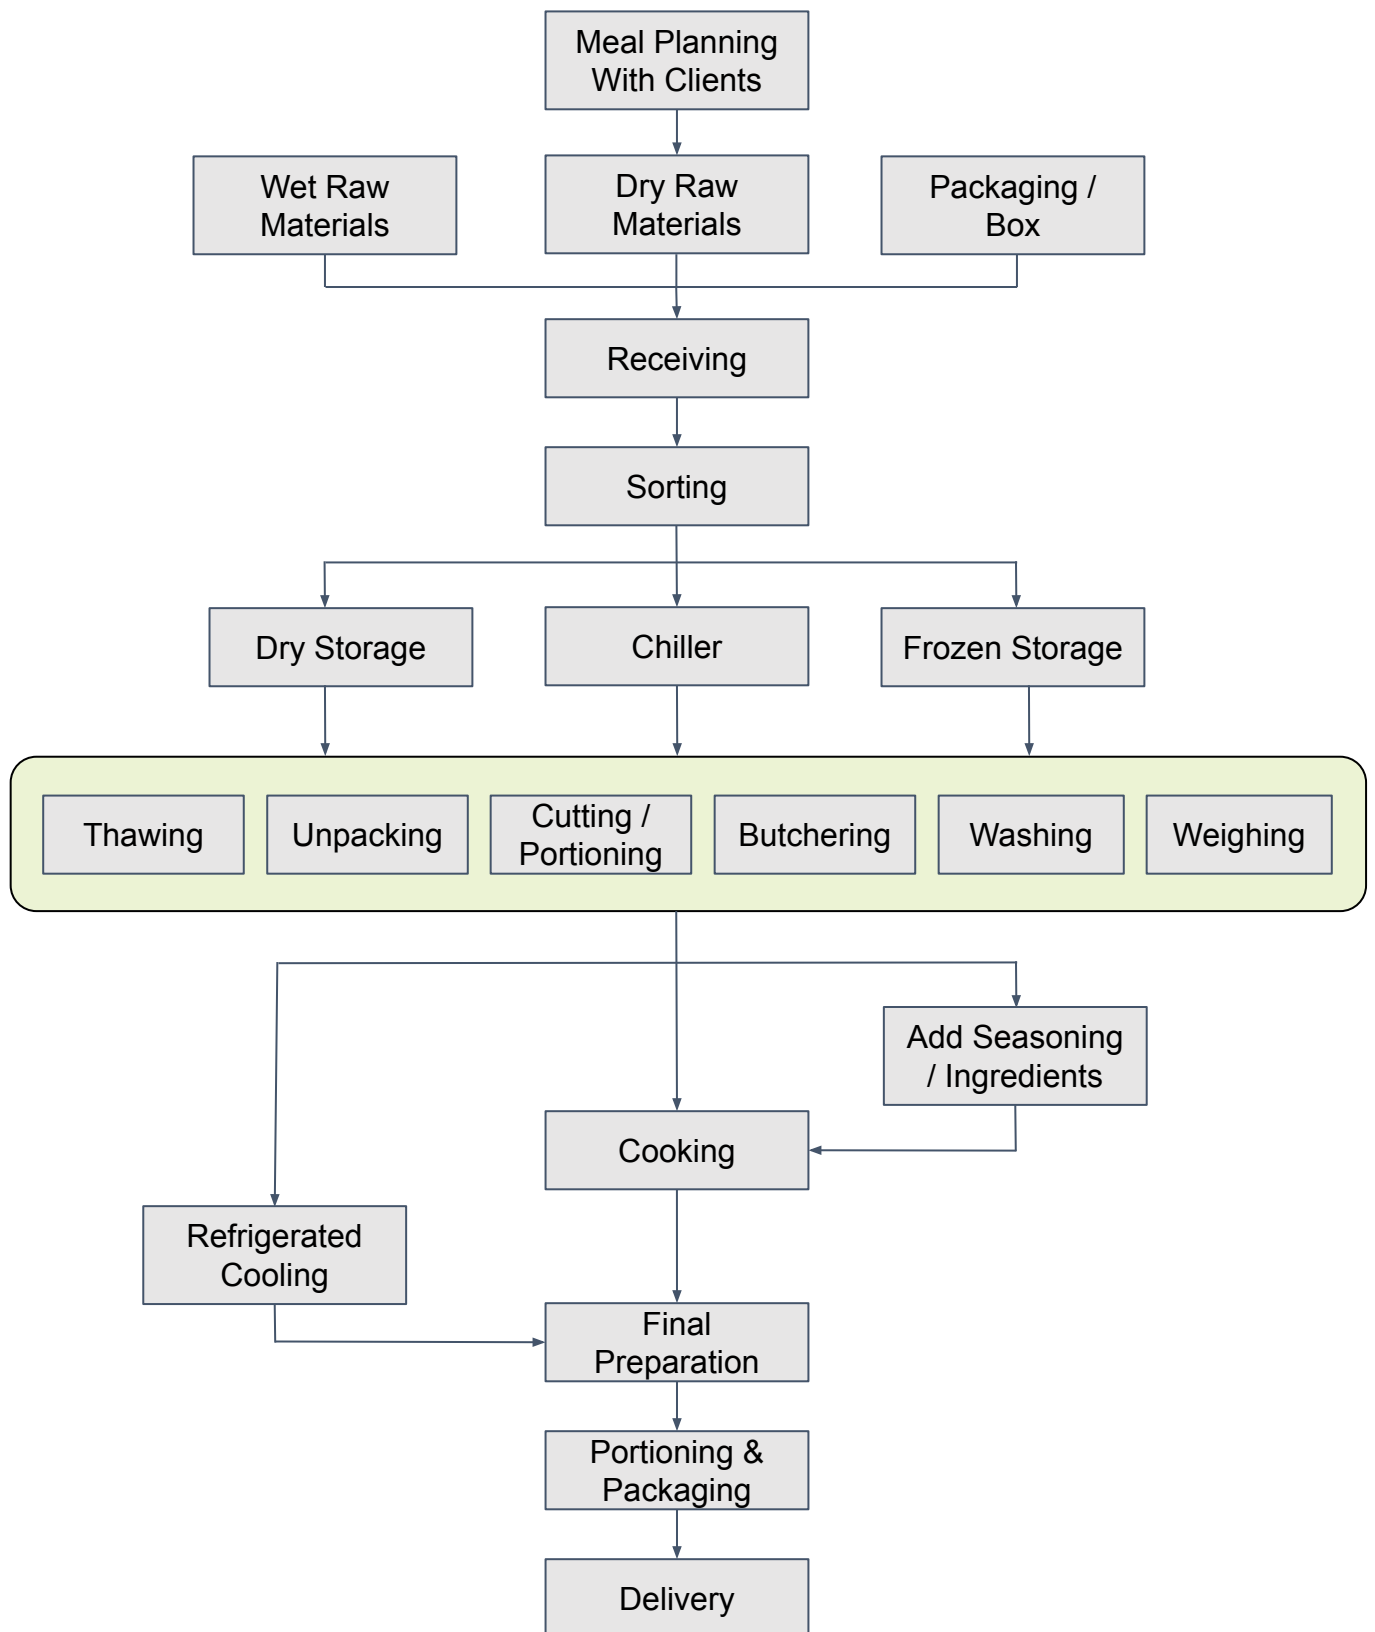 Meal Planning
With Clients
Wet Raw
Materials
Dry Raw
Materials
Packaging /
Box
Receiving
Sorting
Dry Storage
Chiller
Frozen Storage
Thawing
Unpacking
Cutting /
Portioning
Butchering
Washing
Weighing
Add Seasoning
/ Ingredients
Cooking
Refrigerated
Cooling
Final
Preparation
Portioning &
Packaging
Delivery